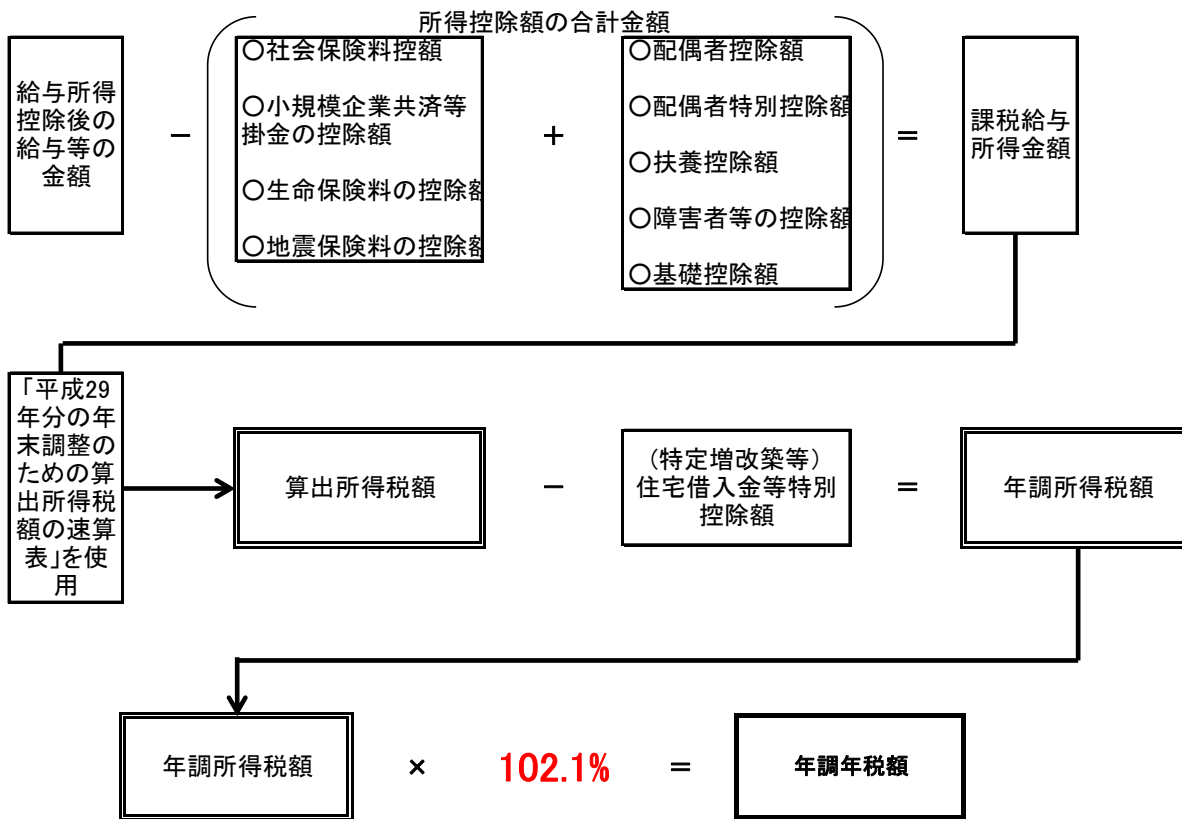 所得控除額の合計金額
給与所得
控除後の
給与等の
金額
－
〇社会保険料控額
〇小規模企業共済等
掛金の控除額
〇生命保険料の控除額
〇地震保険料の控除額
＋
〇配偶者控除額
〇配偶者特別控除額
〇扶養控除額
〇障害者等の控除額
〇基礎控除額
＝
課税給与
所得金額
「平成29
年分の年
末調整の
ための算
出所得税
額の速算
表」を使
用
算出所得税額
－
（特定増改築等）
住宅借入金等特別
控除額
＝
年調所得税額
年調所得税額
×
102.1%
＝
年調年税額